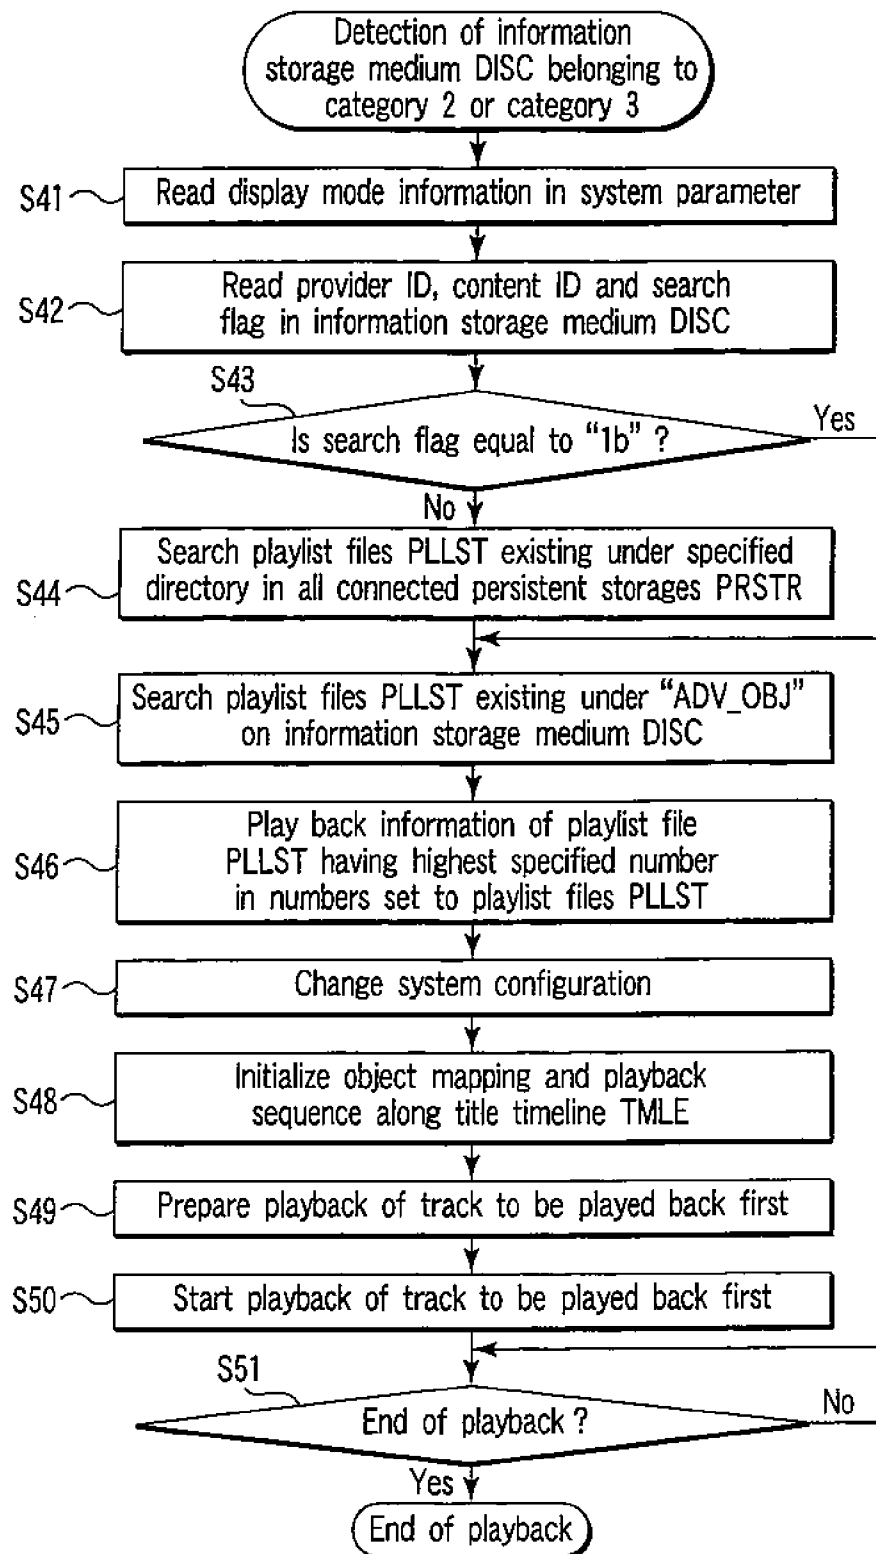 Detection of information
storage medium DISC belonging to
category 2 or category 3
S41
Read display mode information in system parameter
S42
Read provider ID, content ID and search
flag in information storage medium DISC
S43
Is search flag equal to “1b” ?
Yes
No
S44
Search playlist files PLLST existing under specified
directory in all connected persistent storages PRSTR
S45
Search playlist files PLLST existing under “ADV_OBJ”
on information storage medium DISC
S46
Play back information of playlist file
PLLST having highest specified number
in numbers set to playlist files PLLST
S47
Change system configuration
S48
Initialize object mapping and playback
sequence along title timeline TMLE
S49
Prepare playback of track to be played back first
S50
Start playback of track to be played back first
S51
End of playback ?
No
Yes
End of playback